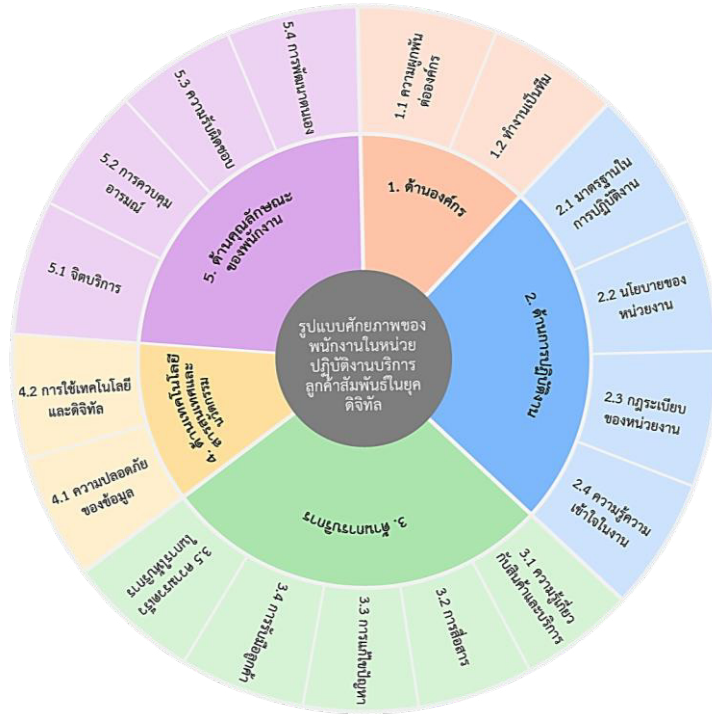 รูปแบบศักยภาพของ
พนักงานในหน่วย
ปฏิบัติงานบริการ
ลูกค้าสัมพันธ์ในยุค
ดิจิทัล
1. ด้านองค์กร
1.1 ความผูกพัน
ต่อองค์กร
1.2 ทำงานเป็นทีม
2. ด้านการปฏิบัติงาน
2.1 มาตรฐานใน
การปฏิบัติงาน
2.2 นโยบายของ
หน่วยงาน
2.3 กฎระเบียบ
ของหน่วยงาน
2.4 ความรู้ความ
เข้าใจในงาน
3. ด้านการบริการ
3.1 ความรู้เกี่ยว
กับสินค้าและบริการ
3.2 การสื่อสาร
3.3 การแก้ไขปัญหา
3.4 การรับมือลูกค้า
3.5 ความรวดเร็ว
ในการให้บริการ
4. ด้านเทคโนโลยี
สารสนเทศและ
นวัตกรรม
4.1 ความปลอดภัย
ของข้อมูล
4.2 การใช้เทคโนโลยี
และดิจิทัล
5. ด้านคุณลักษณะ
ของพนักงาน
5.1 จิตบริการ
5.2 การควบคุม
อารมณ์
5.3 ความรับผิดชอบ
5.4 การพัฒนาตนเอง